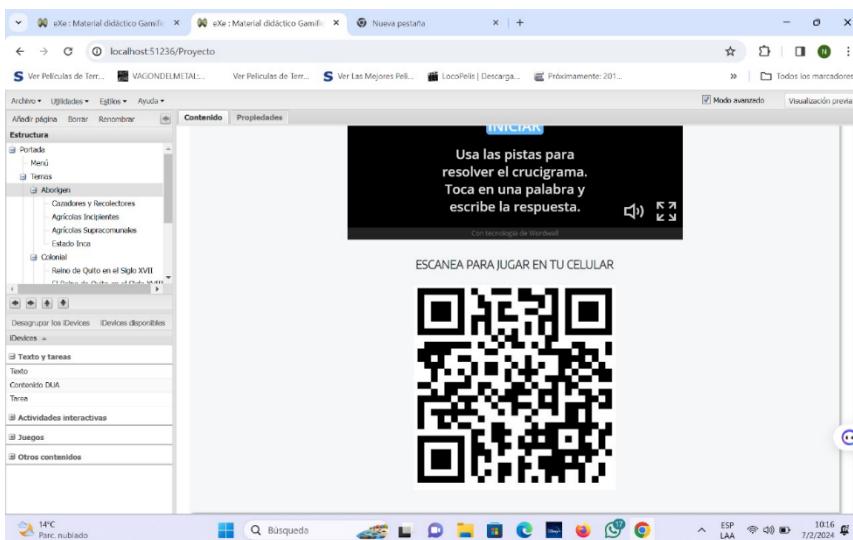 eXe : Material didáctico Gamific
eXe : Material didáctico Gamific
Nueva pestaña
localhost:51236/Proyecto
Ver Películas de Terr...
VAGONDELMETAL:...
Ver Peliculas de Terr...
Ver Las Mejores Peli...
LocoPelis | Descarga...
Próximamente: 201...
Todos los marcadores
Archivo
Utilidades
Estilos
Ayuda
Modo avanzado
Visualización previa
Añadir página
Borrar
Renombrar
Contenido
Propiedades
Estructura
Portada
Menú
Temas
Aborigen
Cazadores y Recolectores
Agrícolas Incipientes
Agrícolas Supracomunales
Estado Inca
Colonial
Reino de Quito en el Siglo XVII
Desagrupar los iDevices
iDevices disponibles
iDevices
Texto y tareas
Texto
Contenido DUA
Tarea
Actividades interactivas
Juegos
Otros contenidos
INICIAR
Usa las pistas para
resolver el crucigrama.
Toca en una palabra y
escribe la respuesta.
Con tecnología de Wordwall
ESCANEA PARA JUGAR EN TU CELULAR
14°C
Parc. nublado
Búsqueda
17
ESP
LAA
10:16
7/2/2024